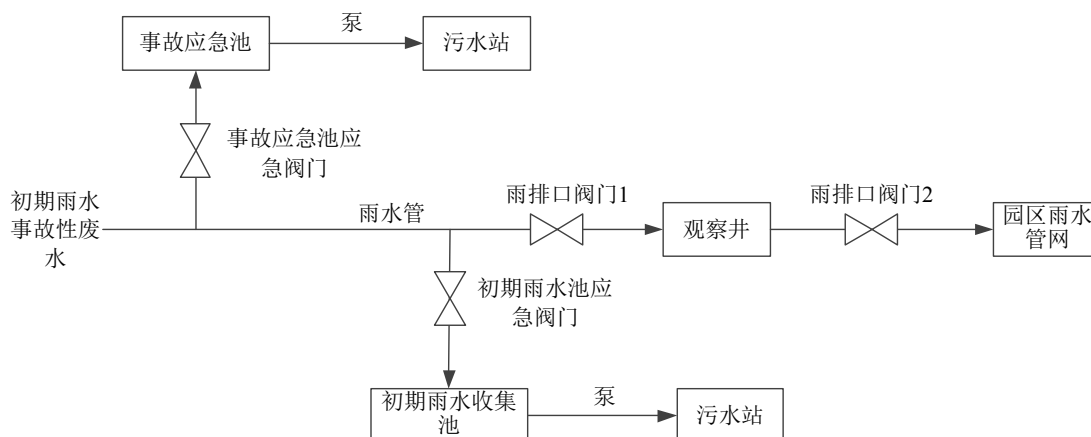 泵
事故应急池
污水站
事故应急池应
急阀门
初期雨水
事故性废
水
雨水管
雨排口阀门1
雨排口阀门2
观察井
园区雨水
管网
初期雨水池应
急阀门
初期雨水收集
池
泵
污水站